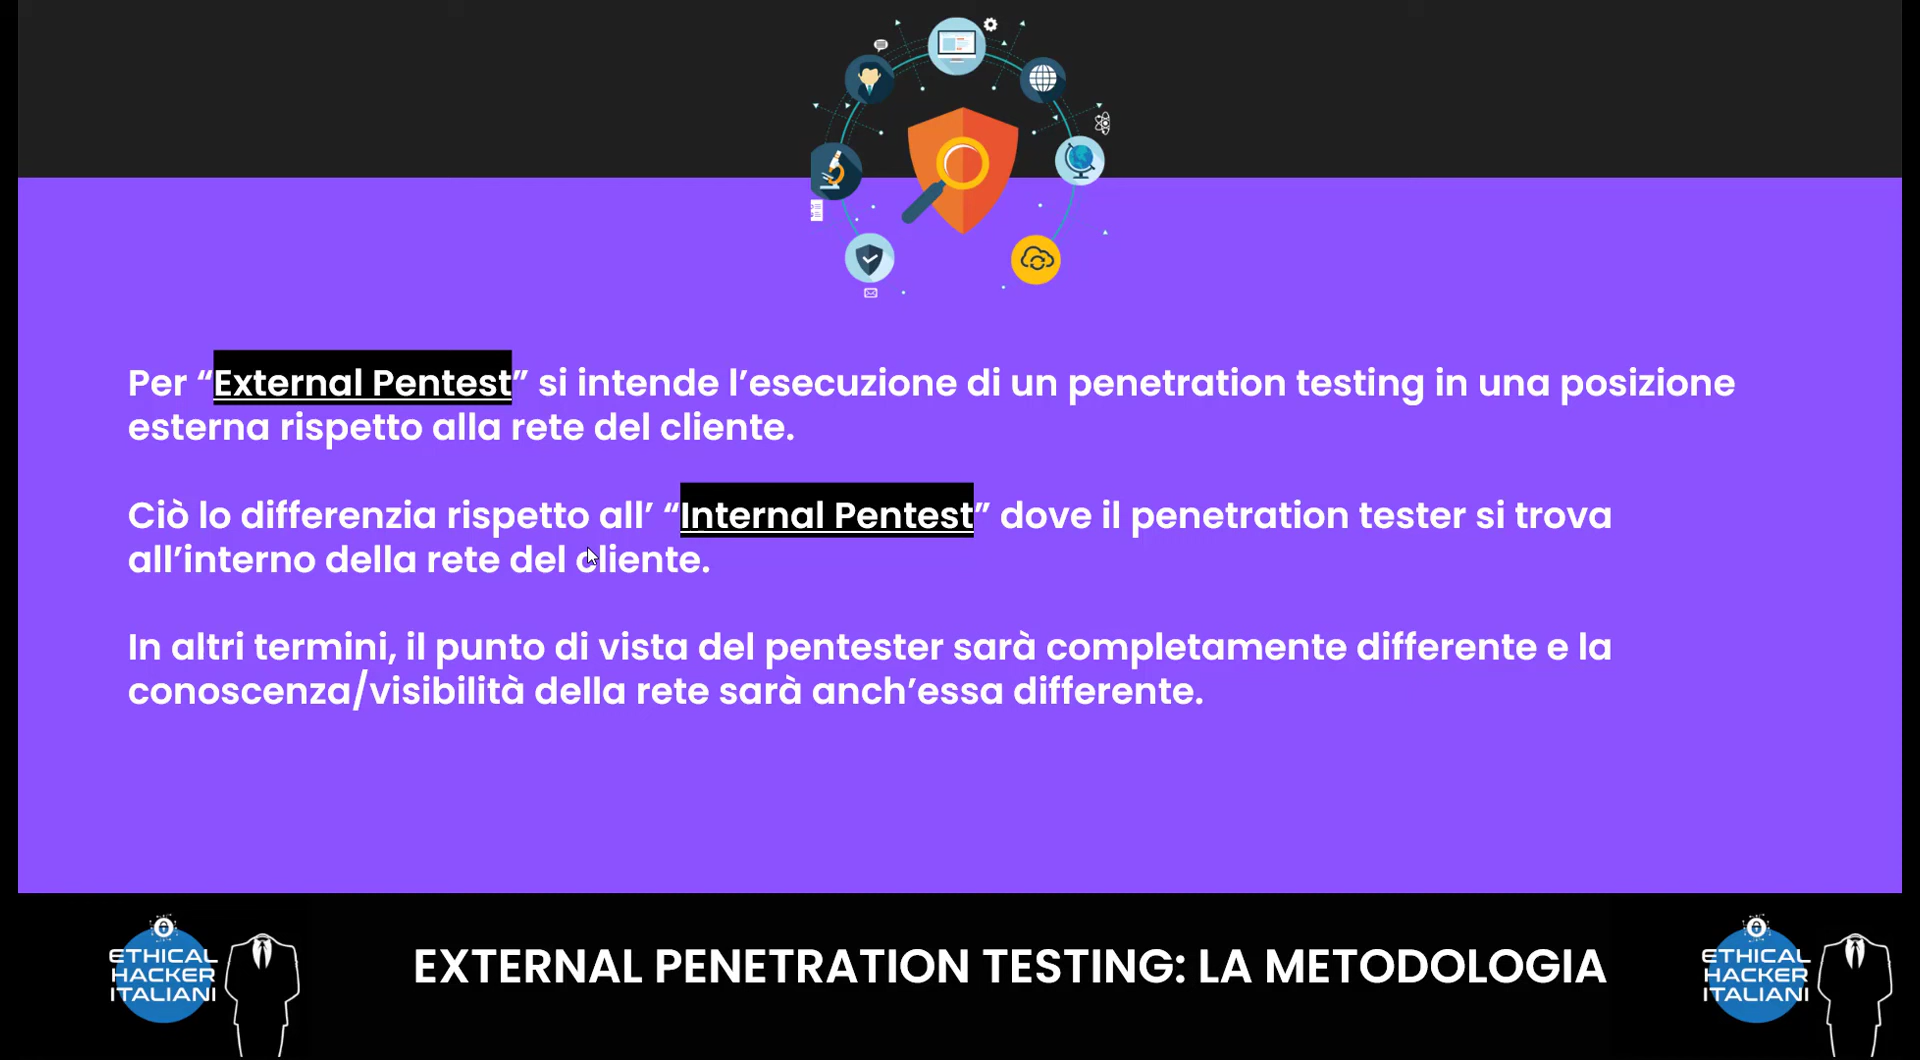 Per “External Pentest” si intende l’esecuzione di un penetration testing in una posizione
esterna rispetto alla rete del cliente.
Ciò lo differenzia rispetto all’ “Internal Pentest” dove il penetration tester si trova
all’interno della rete del cliente.
In altri termini, il punto di vista del pentester sarà completamente differente e la
conoscenza/visibilità della rete sarà anch’essa differente.
ETHICAL
HACKER
ITALIANI
EXTERNAL PENETRATION TESTING: LA METODOLOGIA
ETHICAL
HACKER
ITALIANI